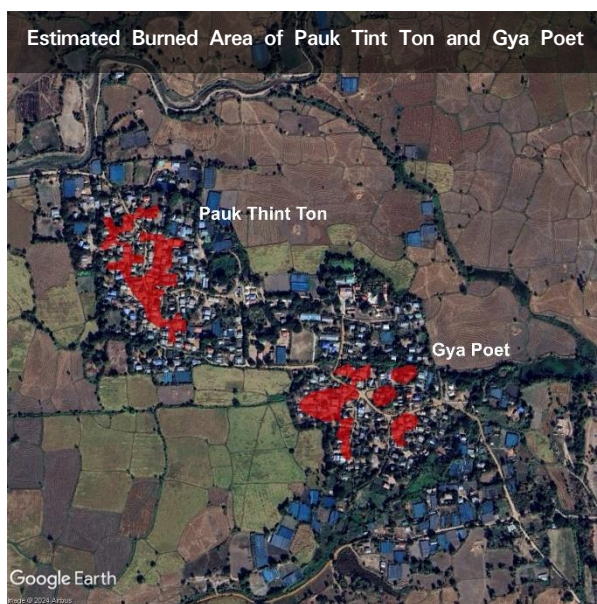 Estimated Burned Area of Pauk Tint Ton and Gya Poet
Pauk Thint Ton
Gya Poet
Google Earth
Image © 2024 Airbus